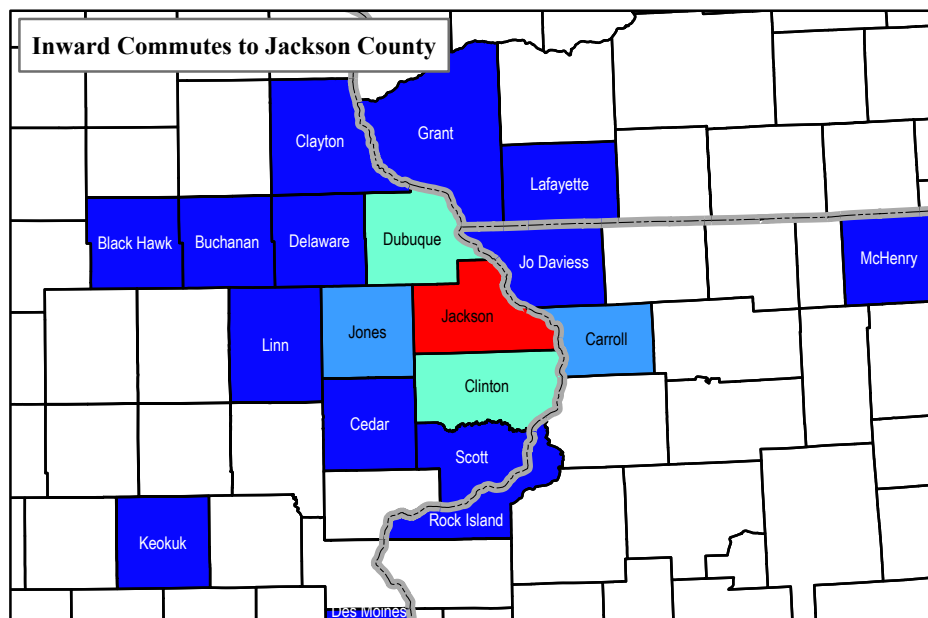 Inward Commutes to Jackson County
Clayton
Grant
Lafayette
Black Hawk
Buchanan
Delaware
Dubuque
Jo Daviess
McHenry
Linn
Jones
Jackson
Carroll
Clinton
Cedar
Scott
Rock Island
Keokuk
Des Moines